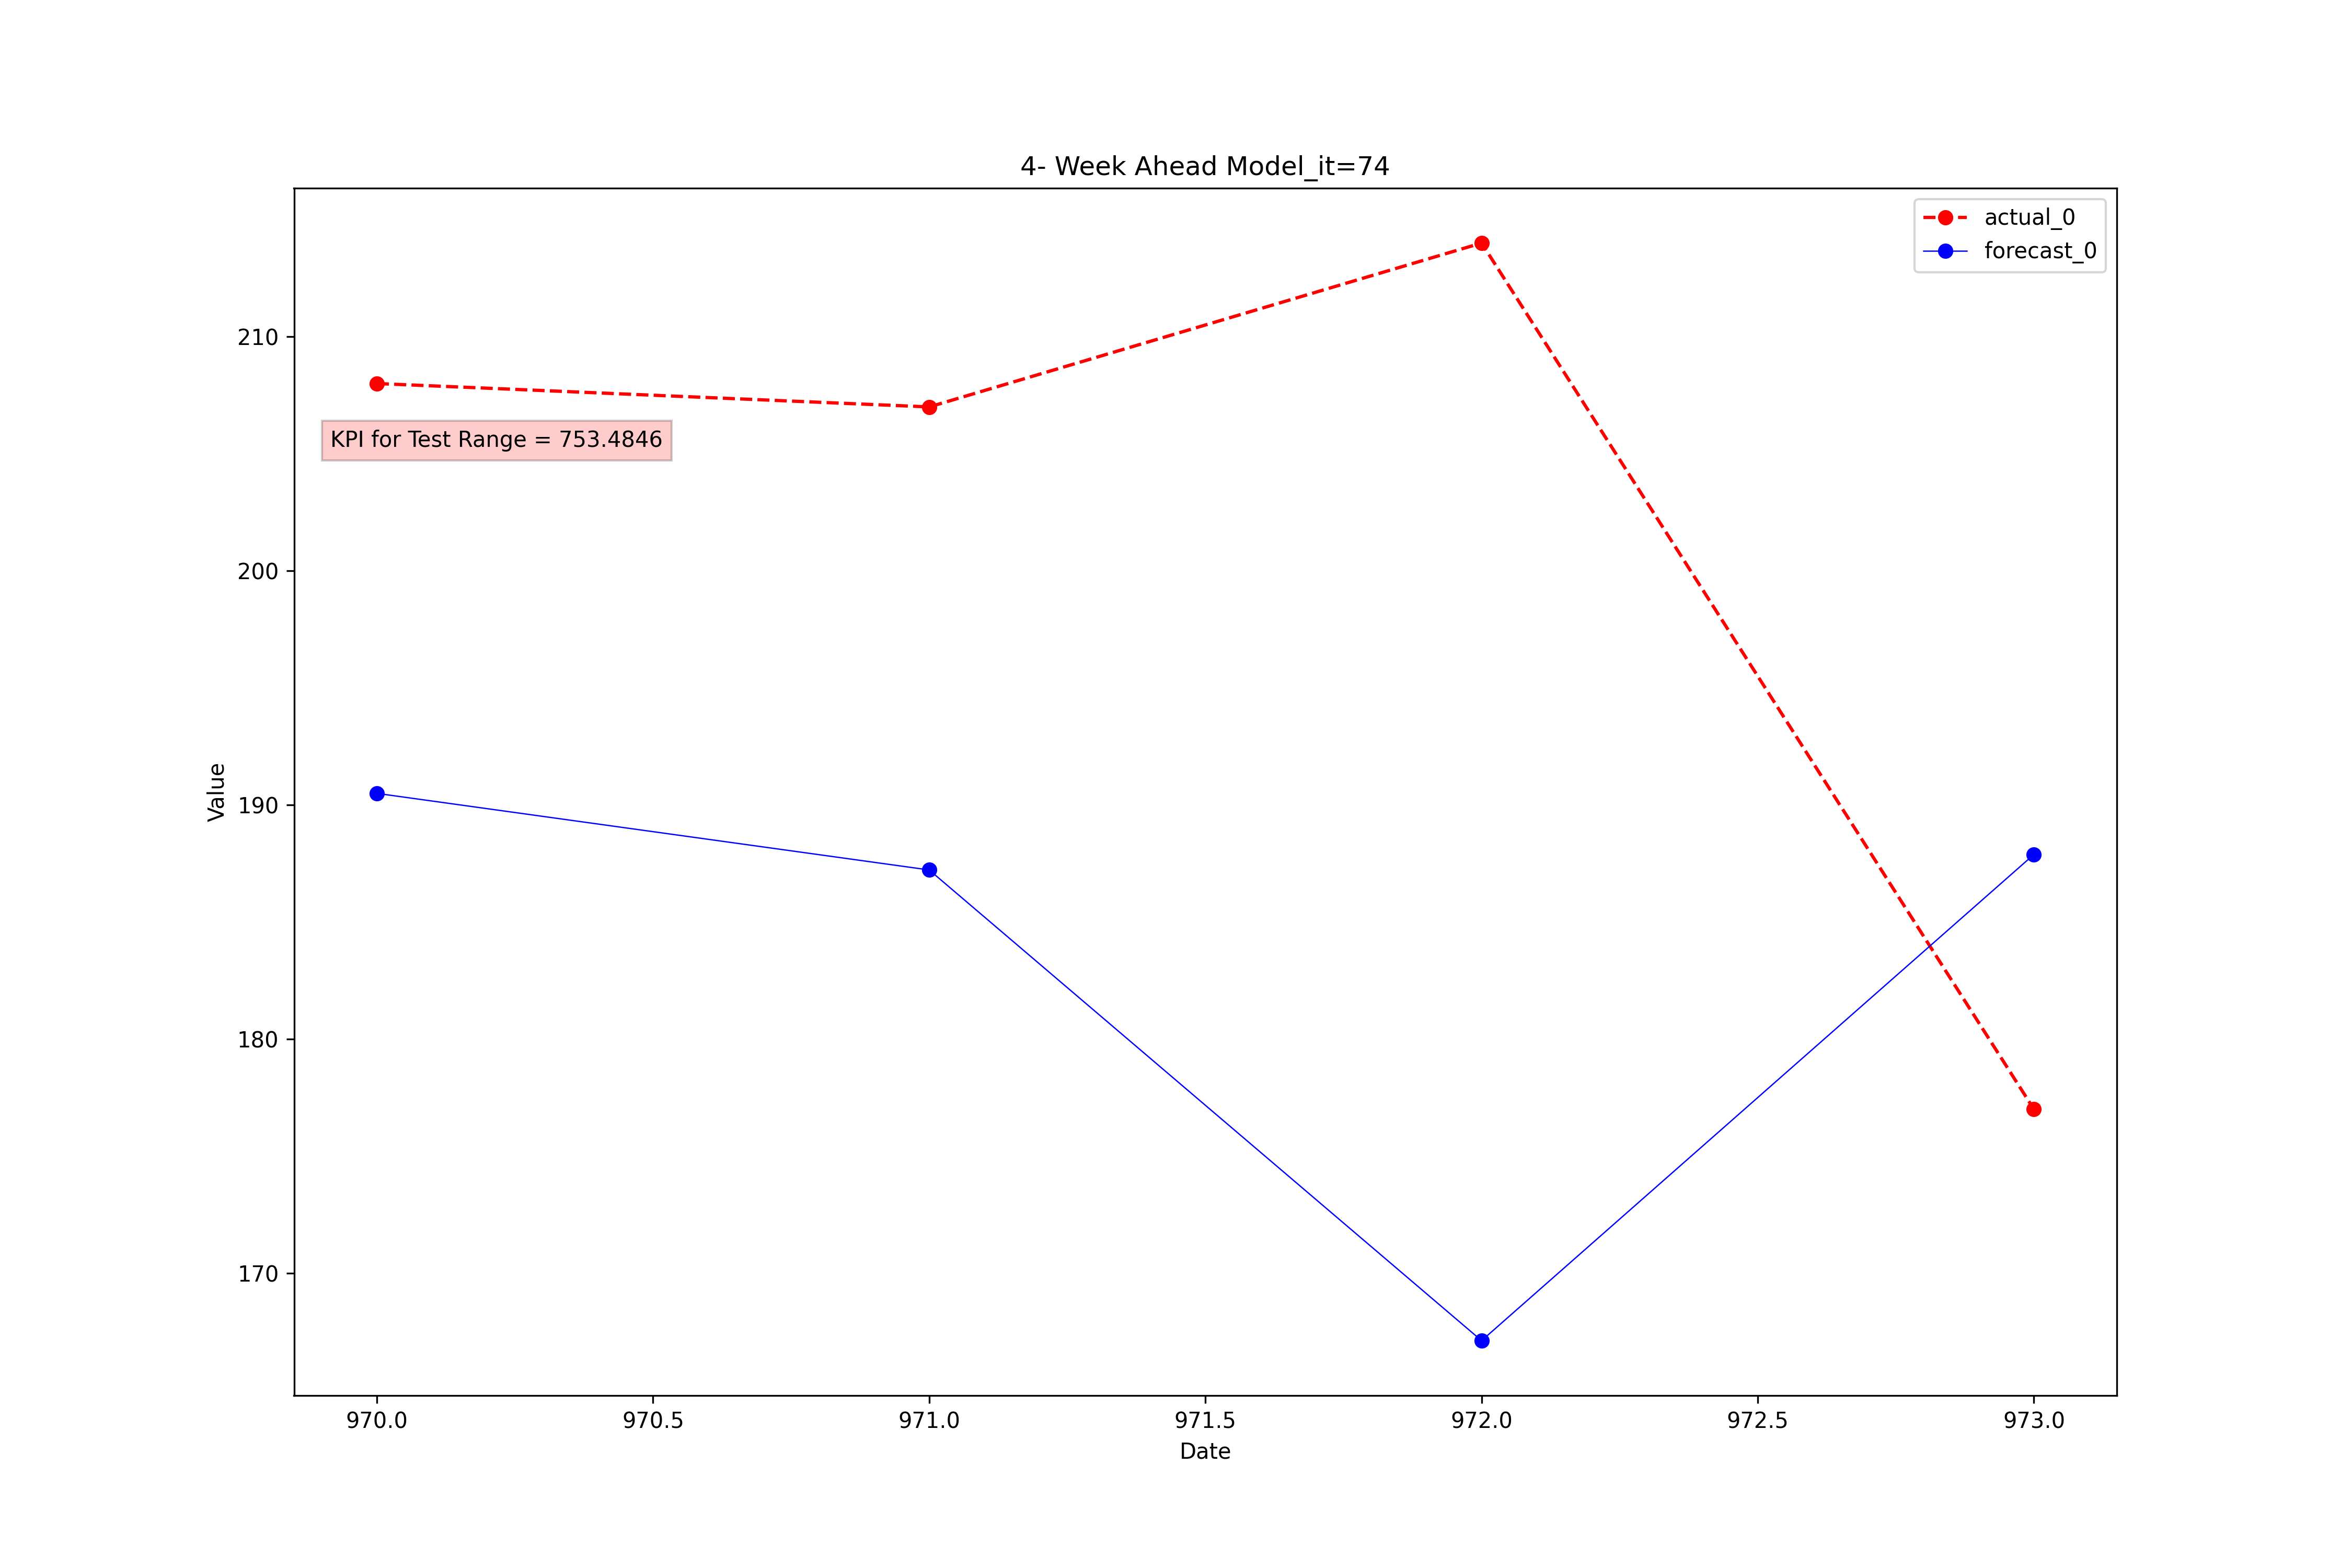 4- Week Ahead Model_it=74
actual_0
forecast_0
KPI for Test Range = 753.4846
Value
210
200
190
180
170
970.0 970.5 971.0 971.5 972.0 972.5 973.0
Date